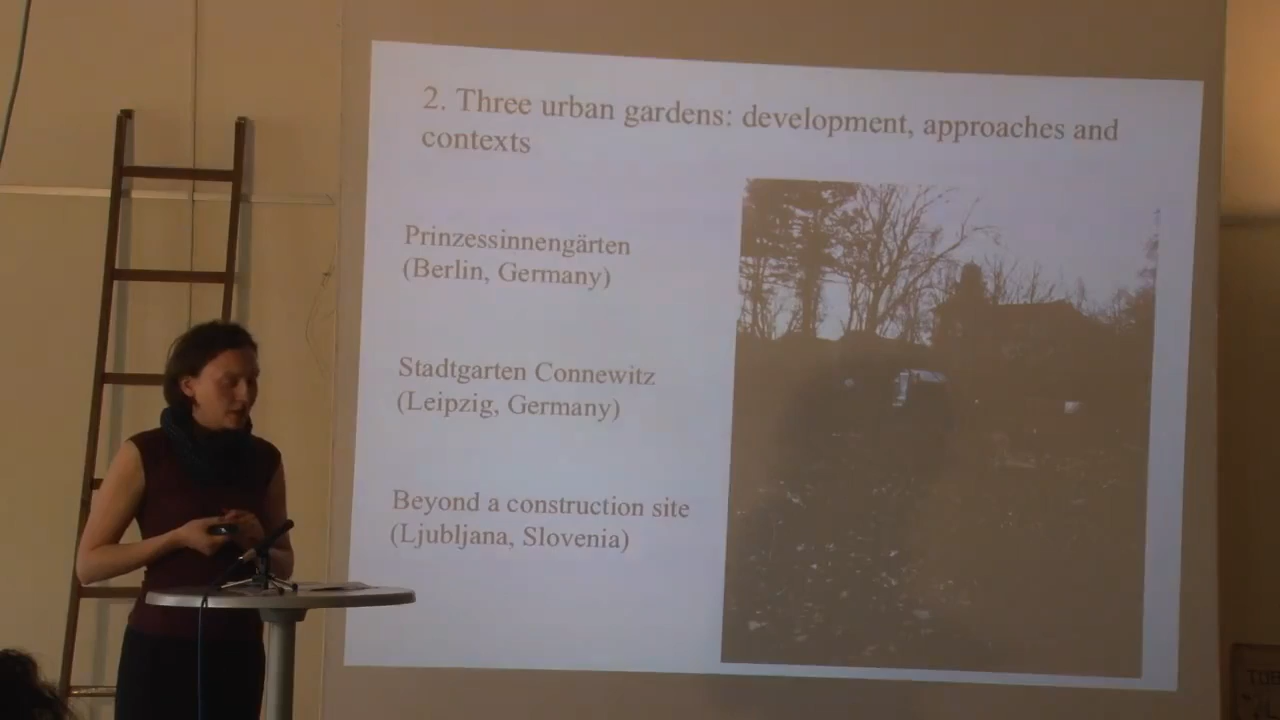 2. Three urban gardens: development, approaches and
contexts
Prinzessinnengärten
(Berlin, Germany)
Stadtgarten Connewitz
(Leipzig, Germany)
Beyond a construction site
(Ljubljana, Slovenia)